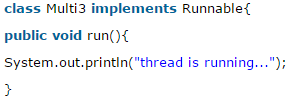 class Multi3 implements Runnable{
public void run(){
System.out.println("thread is running...");
}